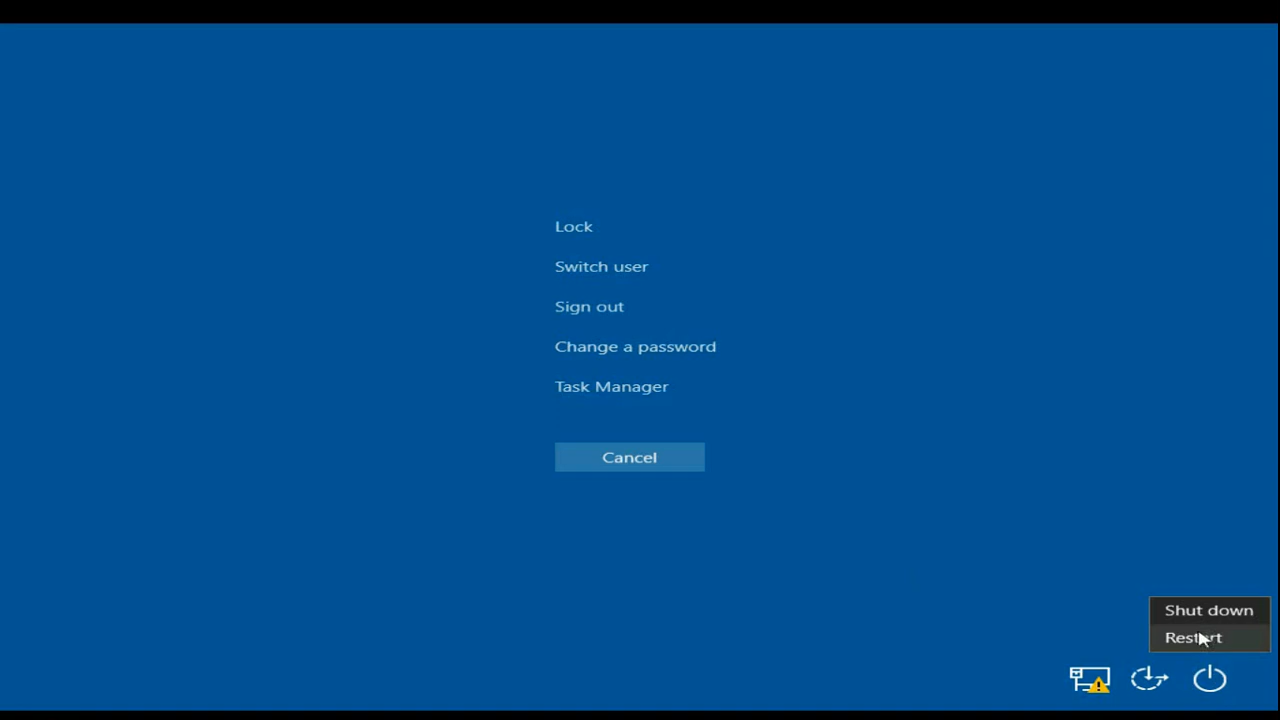 Lock
Switch user
Sign out
Change a password
Task Manager
Cancel
Shut down
Restart